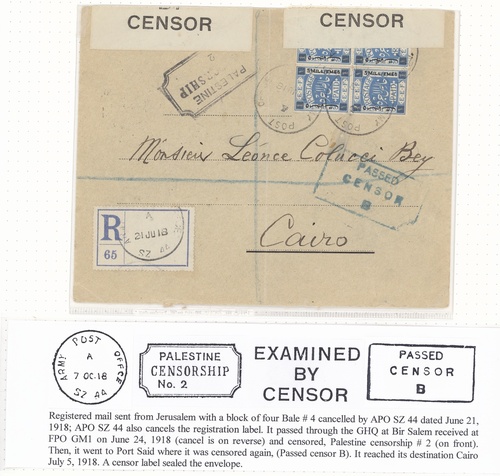 BY
CENSOR
CENSOR
5 MILLIEMES
5 MILLIEMES
PALESTINE
POST
POST
Monsieur Léonce Colucci Bey
PASSED
CENSOR
B
Cairo
R
65
A
21 JU 18
SZ 44
ARMY POST OFFICE
A
7 OC.18
SZ 44
PALESTINE
CENSORSHIP
No. 2
EXAMINED
BY
CENSOR
PASSED
CENSOR
B
Registered mail sent from Jerusalem with a block of four Bale # 4 cancelled by APO SZ 44 dated June 21,
1918; APO SZ 44 also cancels the registration label. It passed through the GHQ at Bir Salem received at
FPO GM1 on June 24, 1918 (cancel is on reverse) and censored, Palestine censorship # 2 (on front).
Then, it went to Port Said where it was censored again, (Passed censor B). It reached its destination Cairo
July 5, 1918. A censor label sealed the envelope.